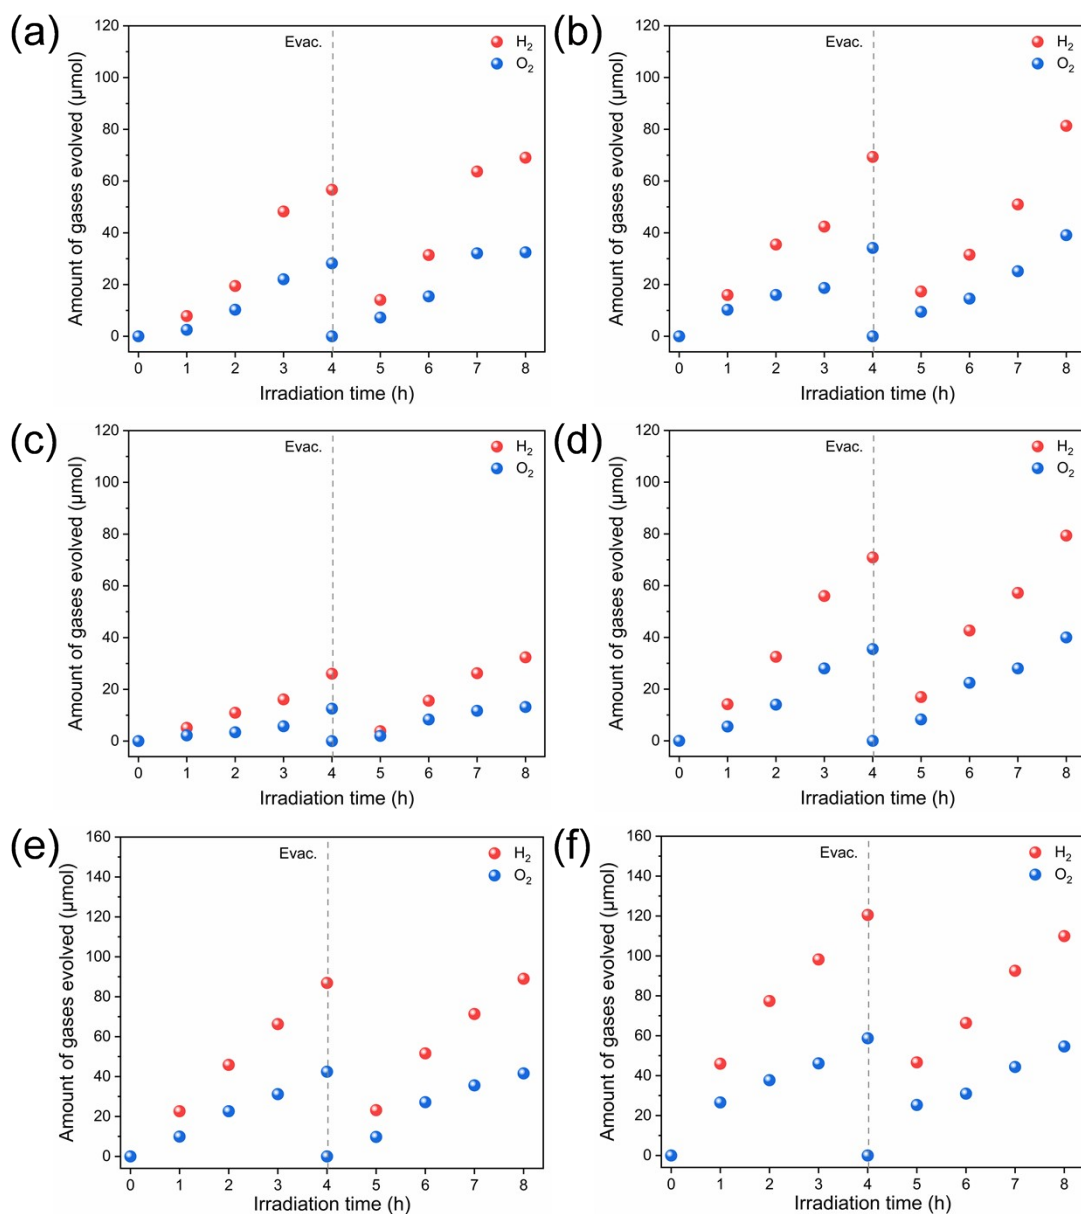 (a)
Amount of gases evolved (μmol)
120
100
80
60
40
20
0
Evac.
H₂
O₂
0 1 2 3 4 5 6 7 8
Irradiation time (h)
(b)
Amount of gases evolved (μmol)
120
100
80
60
40
20
0
Evac.
H₂
O₂
0 1 2 3 4 5 6 7 8
Irradiation time (h)
(c)
Amount of gases evolved (μmol)
120
100
80
60
40
20
0
Evac.
H₂
O₂
0 1 2 3 4 5 6 7 8
Irradiation time (h)
(d)
Amount of gases evolved (μmol)
120
100
80
60
40
20
0
Evac.
H₂
O₂
0 1 2 3 4 5 6 7 8
Irradiation time (h)
(e)
Amount of gases evolved (μmol)
160
140
120
100
80
60
40
20
0
Evac.
H₂
O₂
0 1 2 3 4 5 6 7 8
Irradiation time (h)
(f)
Amount of gases evolved (μmol)
160
140
120
100
80
60
40
20
0
Evac.
H₂
O₂
0 1 2 3 4 5 6 7 8
Irradiation time (h)